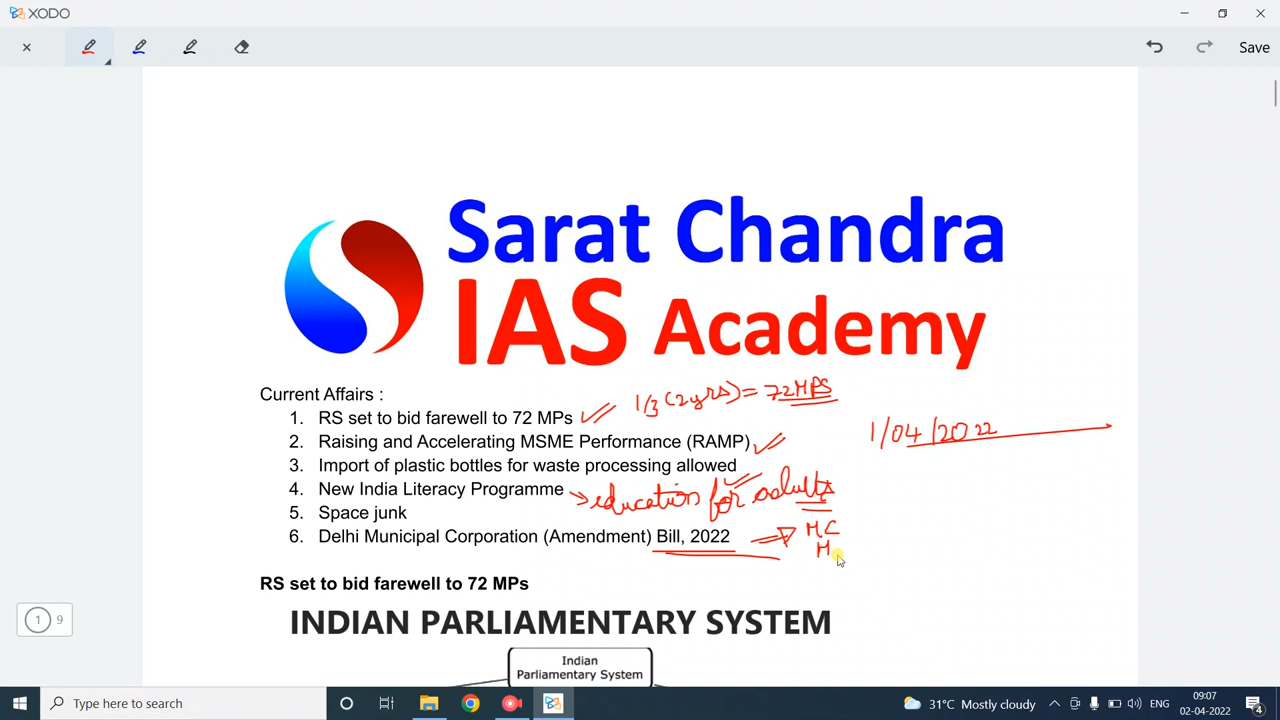 XODO
Save
Sarat Chandra
IAS Academy
Current Affairs :
1. RS set to bid farewell to 72 MPs 1/3 (2yrs) = 72 MPS
2. Raising and Accelerating MSME Performance (RAMP) 1/04/2022
3. Import of plastic bottles for waste processing allowed
4. New India Literacy Programme → education for adults
5. Space junk
6. Delhi Municipal Corporation (Amendment) Bill, 2022 ⇒ MC
M
RS set to bid farewell to 72 MPs
INDIAN PARLIAMENTARY SYSTEM
Indian
Parliamentary System
1 9
Type here to search
31°C Mostly cloudy ENG 09:07
02-04-2022 4